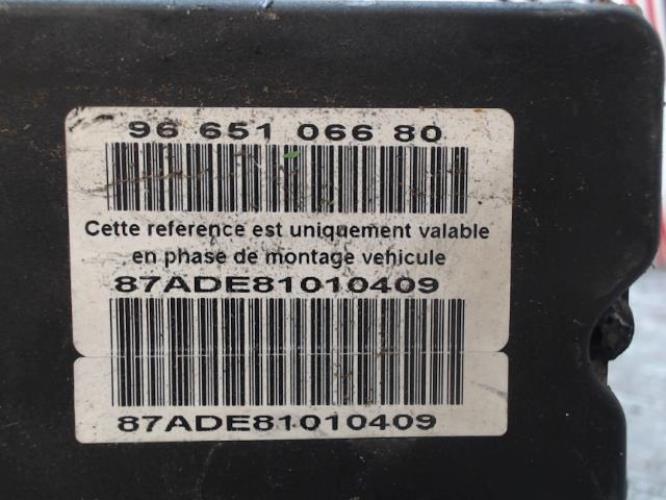 96 651 066 80
Cette reference est uniquement valable
en phase de montage vehicule
87ADE81010409
87ADE81010409